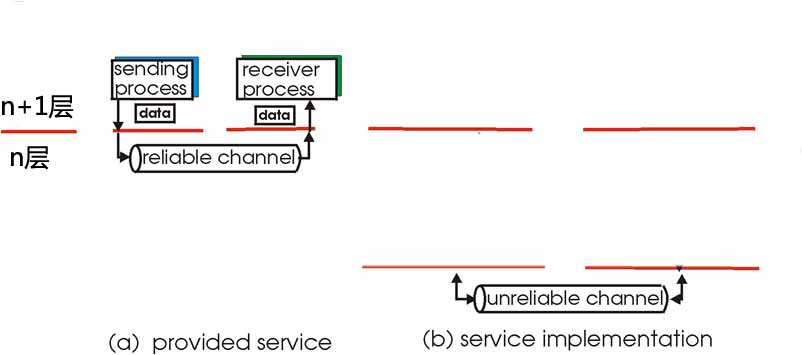 sending
process
receiver
process
n+1层
data
data
n层
reliable channel
unreliable channel
(a) provided service
(b) service implementation